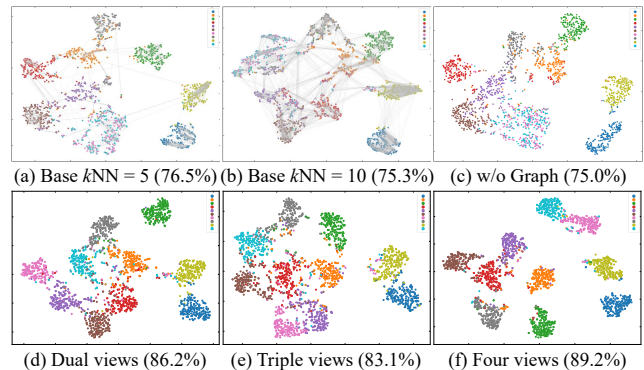 (a) Base kNN = 5 (76.5%)
(b) Base kNN = 10 (75.3%)
(c) w/o Graph (75.0%)
(d) Dual views (86.2%)
(e) Triple views (83.1%)
(f) Four views (89.2%)